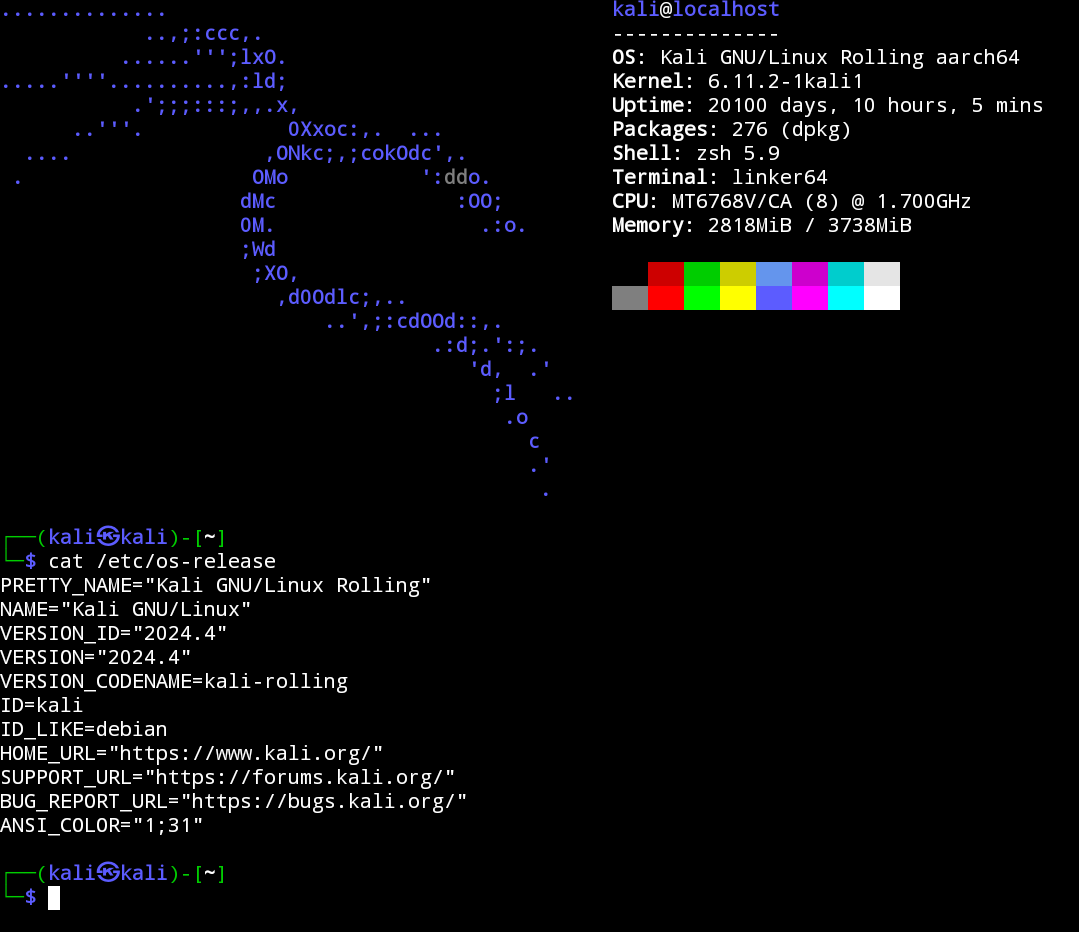 ..............
..,;:ccc,.
......''';lxO.
.....''''..........,:ld;
.';;;:::;,,.x,
..'''.            0Xxoc:,.  ...
....                ,ONkc;,;cokOdc',.
.                   OMo           ':ddo.
dMc               :OO;
0M.                 .:o.
;Wd
;XO,
,d0Odlc;,..
..',;:cdOOd::,.
.:d;.':;.
'd,  .'
;l   ..
.o
c
.'
.
kali@localhost
--------------
OS: Kali GNU/Linux Rolling aarch64
Kernel: 6.11.2-1kali1
Uptime: 20100 days, 10 hours, 5 mins
Packages: 276 (dpkg)
Shell: zsh 5.9
Terminal: linker64
CPU: MT6768V/CA (8) @ 1.700GHz
Memory: 2818MiB / 3738MiB
┌──(kali㉿kali)-[~]
└─$ cat /etc/os-release
PRETTY_NAME="Kali GNU/Linux Rolling"
NAME="Kali GNU/Linux"
VERSION_ID="2024.4"
VERSION="2024.4"
VERSION_CODENAME=kali-rolling
ID=kali
ID_LIKE=debian
HOME_URL="https://www.kali.org/"
SUPPORT_URL="https://forums.kali.org/"
BUG_REPORT_URL="https://bugs.kali.org/"
ANSI_COLOR="1;31"
┌──(kali㉿kali)-[~]
└─$